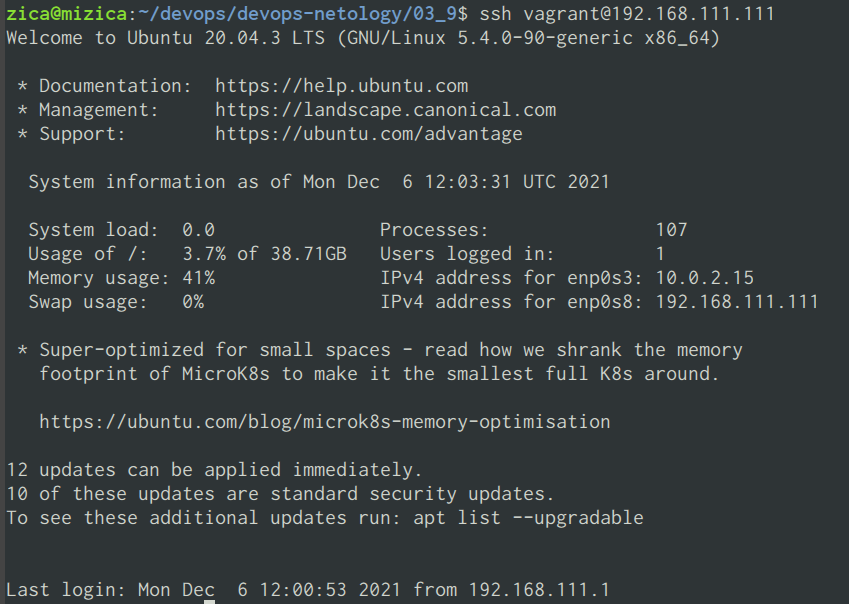 zica@mizica:~/devops/devops-netology/03_9$ ssh vagrant@192.168.111.111
Welcome to Ubuntu 20.04.3 LTS (GNU/Linux 5.4.0-90-generic x86_64)

 * Documentation:  https://help.ubuntu.com
 * Management:     https://landscape.canonical.com
 * Support:        https://ubuntu.com/advantage

  System information as of Mon Dec  6 12:03:31 UTC 2021

  System load:  0.0               Processes:               107
  Usage of /:   3.7% of 38.71GB   Users logged in:         1
  Memory usage: 41%               IPv4 address for enp0s3: 10.0.2.15
  Swap usage:   0%                IPv4 address for enp0s8: 192.168.111.111

 * Super-optimized for small spaces - read how we shrank the memory
   footprint of MicroK8s to make it the smallest full K8s around.

   https://ubuntu.com/blog/microk8s-memory-optimisation

12 updates can be applied immediately.
10 of these updates are standard security updates.
To see these additional updates run: apt list --upgradable


Last login: Mon Dec  6 12:00:53 2021 from 192.168.111.1